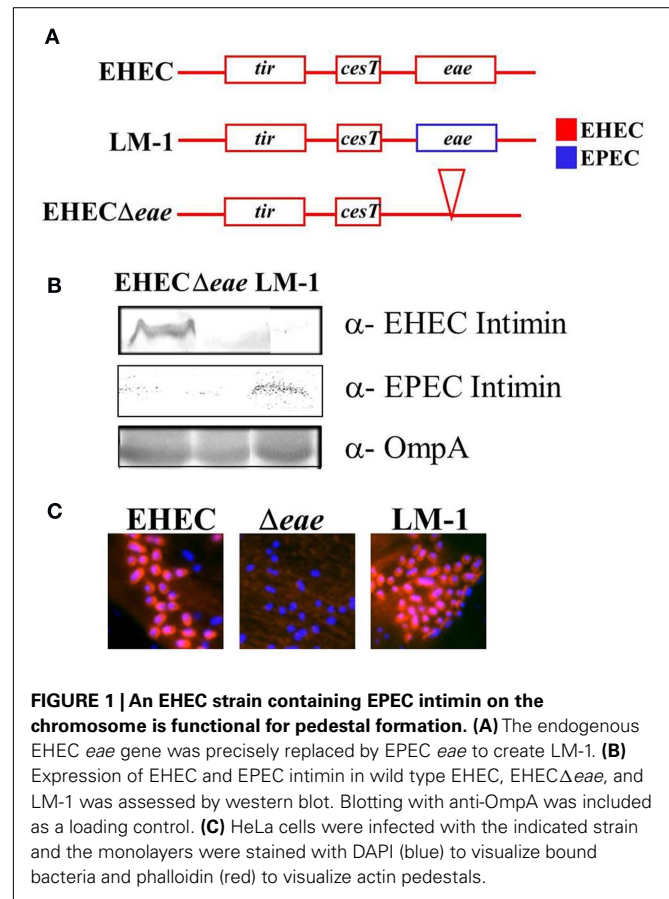 A
EHEC tir cesT eae
LM-1 tir cesT eae
EHEC
EPEC
EHECΔeae tir cesT
B
EHEC Δeae LM-1
α- EHEC Intimin
α- EPEC Intimin
α- OmpA
C
EHEC Δeae LM-1
FIGURE 1 | An EHEC strain containing EPEC intimin on the
chromosome is functional for pedestal formation. (A) The endogenous
EHEC eae gene was precisely replaced by EPEC eae to create LM-1. (B)
Expression of EHEC and EPEC intimin in wild type EHEC, EHECΔeae, and
LM-1 was assessed by western blot. Blotting with anti-OmpA was included
as a loading control. (C) HeLa cells were infected with the indicated strain
and the monolayers were stained with DAPI (blue) to visualize bound
bacteria and phalloidin (red) to visualize actin pedestals.